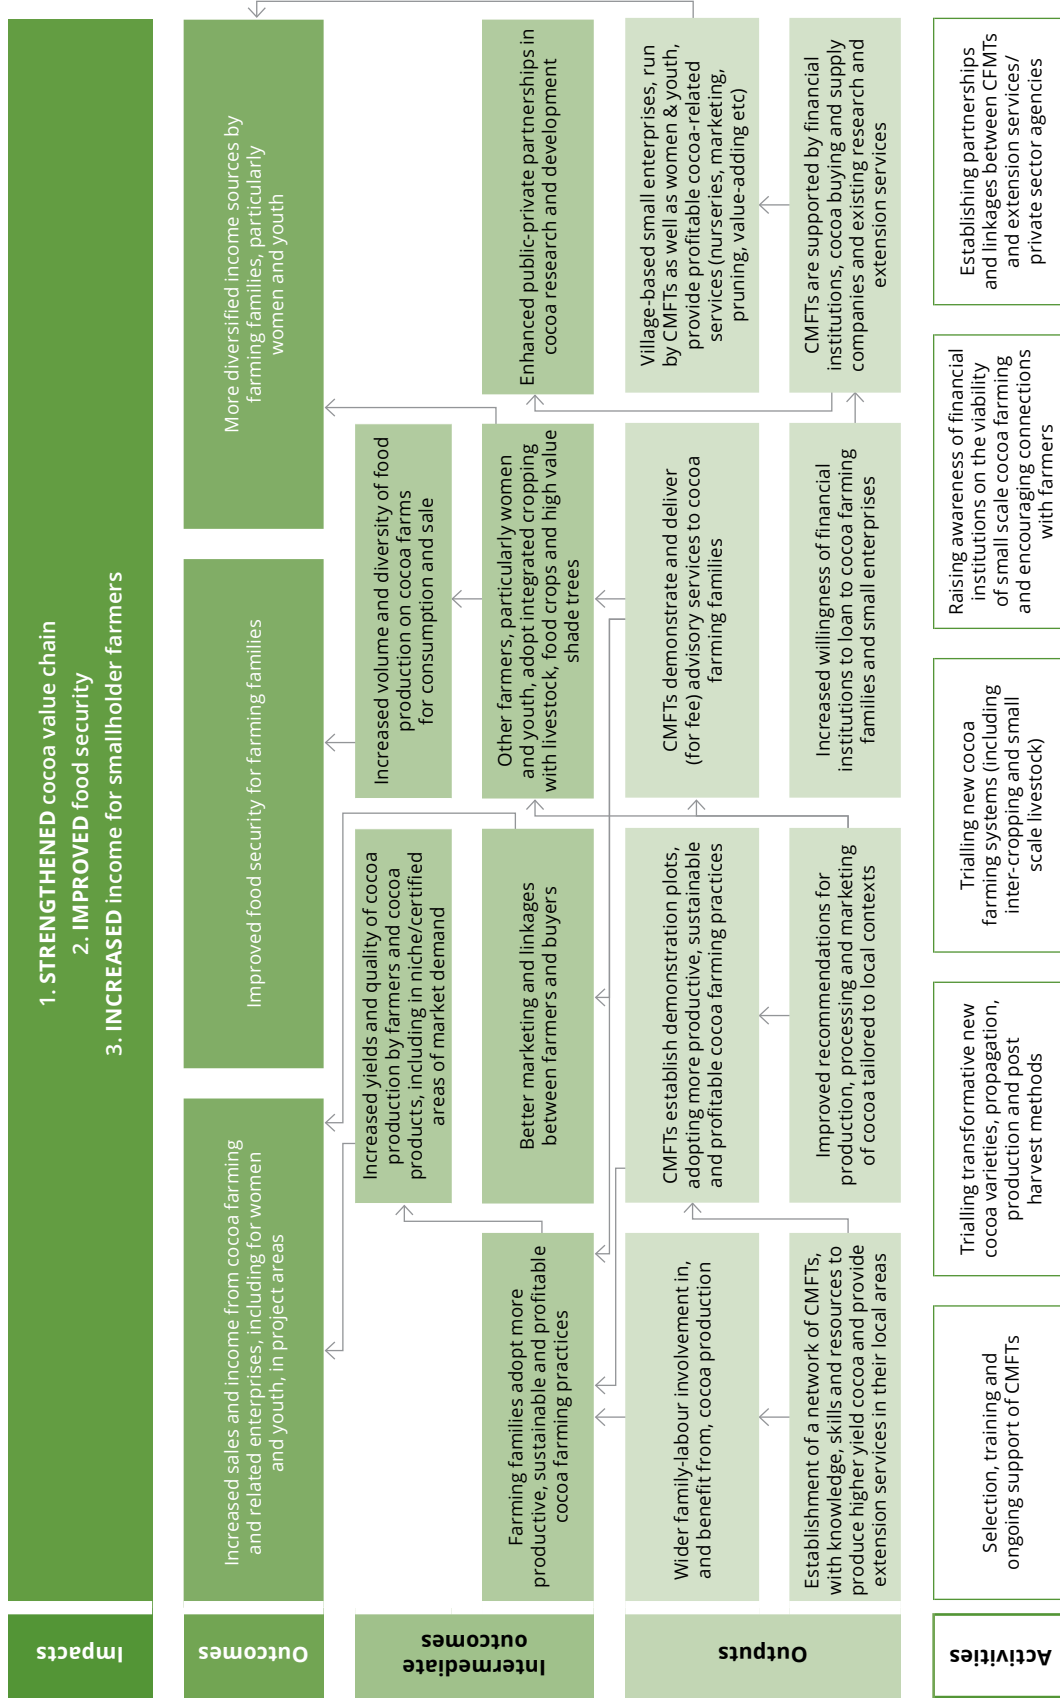 Impacts
1. STRENGTHENED cocoa value chain
2. IMPROVED food security
3. INCREASED income for smallholder farmers
Outcomes
Increased sales and income from cocoa farming
and related enterprises, including for women
and youth, in project areas
Improved food security for farming families
More diversified income sources by
farming families, particularly
women and youth
Intermediate
outcomes
Increased yields and quality of cocoa
production by farmers and cocoa
products, including in niche/certified
areas of market demand
Increased volume and diversity of food
production on cocoa farms
for consumption and sale
Farming families adopt more
productive, sustainable and profitable
cocoa farming practices
Better marketing and linkages
between farmers and buyers
Other farmers, particularly women
and youth, adopt integrated cropping
with livestock, food crops and high value
shade trees
Enhanced public-private partnerships in
cocoa research and development
Outputs
Wider family-labour involvement in,
and benefit from, cocoa production
CMFTs establish demonstration plots,
adopting more productive, sustainable
and profitable cocoa farming practices
CMFTs demonstrate and deliver
(for fee) advisory services to cocoa
farming families
Village-based small enterprises, run
by CMFTs as well as women & youth,
provide profitable cocoa-related
services (nurseries, marketing,
pruning, value-adding etc)
Establishment of a network of CMFTs,
with knowledge, skills and resources to
produce higher yield cocoa and provide
extension services in their local areas
Improved recommendations for
production, processing and marketing
of cocoa tailored to local contexts
Increased willingness of financial
institutions to loan to cocoa farming
families and small enterprises
CMFTs are supported by financial
institutions, cocoa buying and supply
companies and existing research and
extension services
Activities
Selection, training and
ongoing support of CMFTs
Trialling transformative new
cocoa varieties, propagation,
production and post
harvest methods
Trialling new cocoa
farming systems (including
inter-cropping and small
scale livestock)
Raising awareness of financial
institutions on the viability
of small scale cocoa farming
and encouraging connections
with farmers
Establishing partnerships
and linkages between CFMTs
and extension services/
private sector agencies